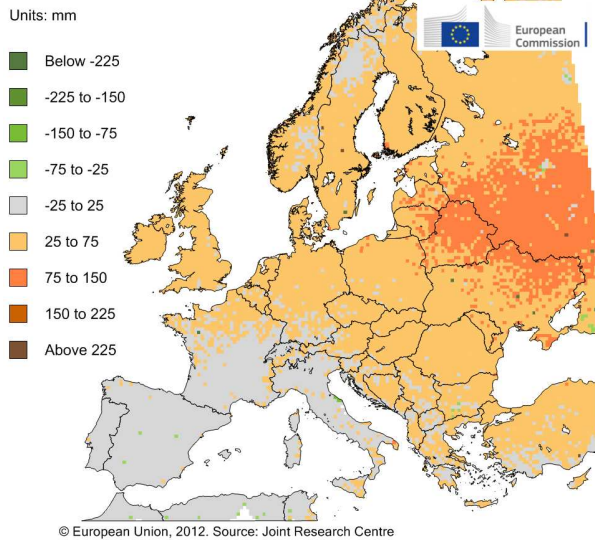 Units: mm
Below -225
-225 to -150
-150 to -75
-75 to -25
-25 to 25
25 to 75
75 to 150
150 to 225
Above 225
European
Commission
© European Union, 2012. Source: Joint Research Centre